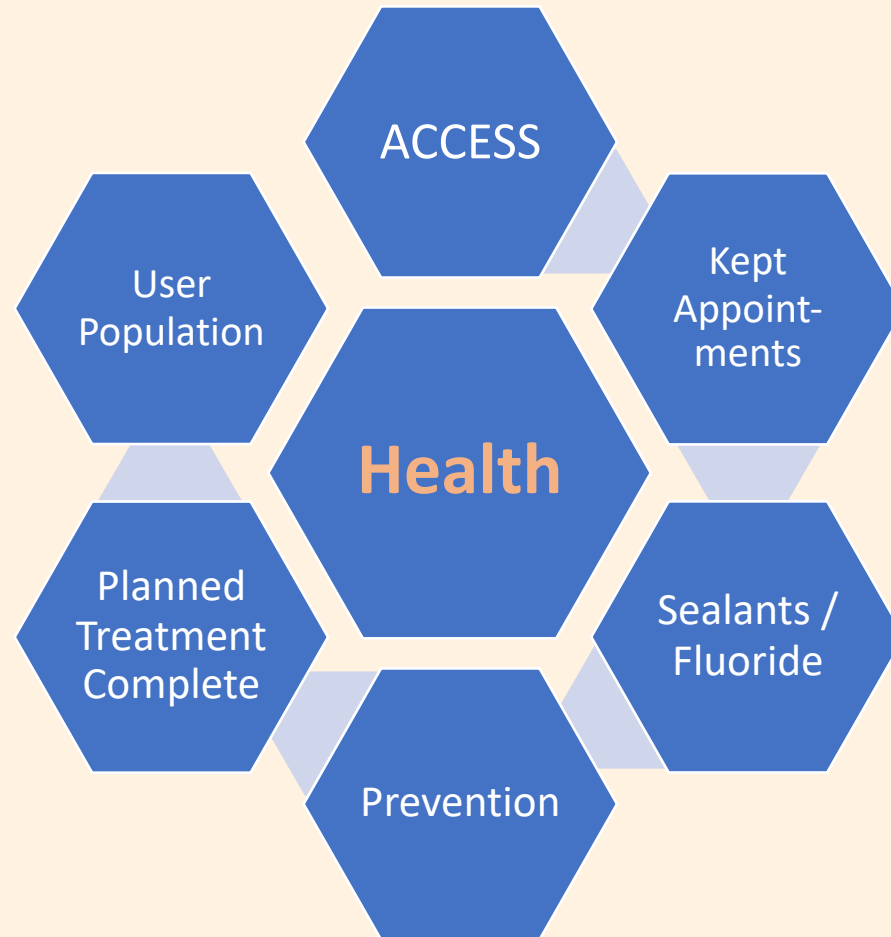 ACCESS
Kept
Appoint-
ments
Sealants /
Fluoride
Prevention
Planned
Treatment
Complete
User
Population
Health